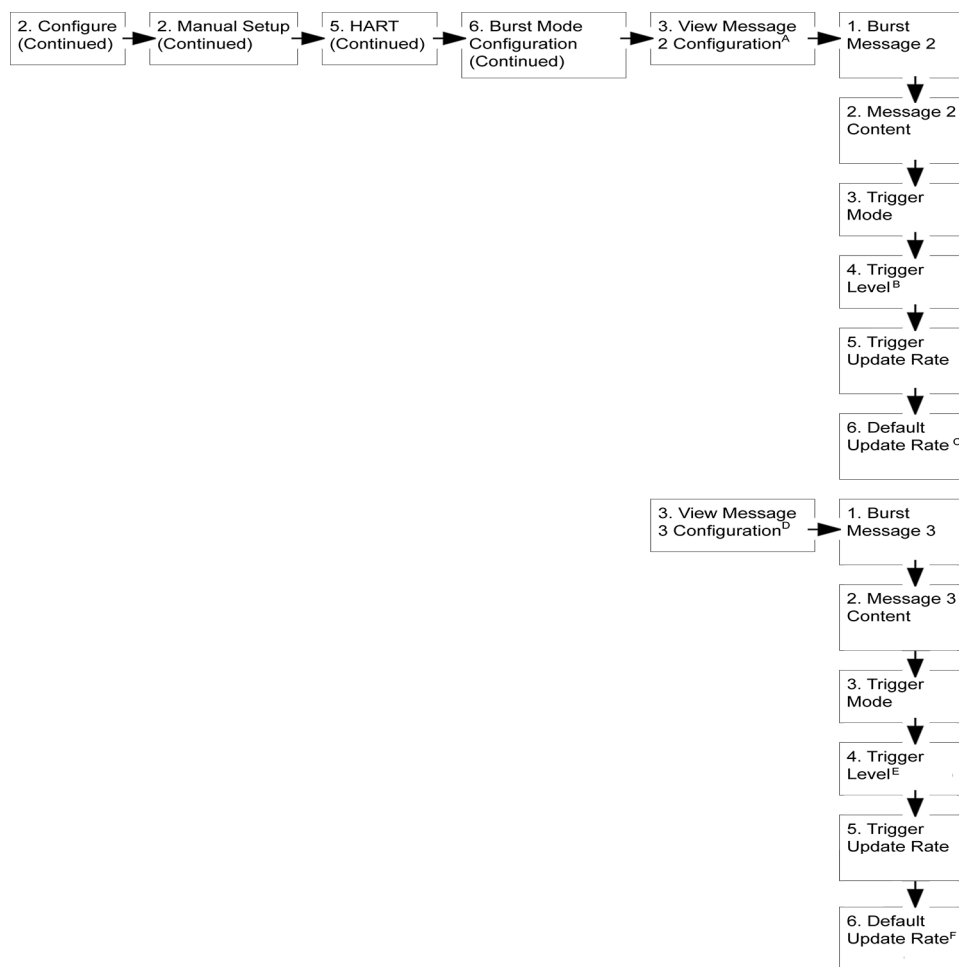 2. Configure
(Continued)
2. Manual Setup
(Continued)
5. HART
(Continued)
6. Burst Mode
Configuration
(Continued)
3. View Message
2 Configuration^A
1. Burst
Message 2
2. Message 2
Content
3. Trigger
Mode
4. Trigger
Level^B
5. Trigger
Update Rate
6. Default
Update Rate^C
3. View Message
3 Configuration^D
1. Burst
Message 3
2. Message 3
Content
3. Trigger
Mode
4. Trigger
Level^E
5. Trigger
Update Rate
6. Default
Update Rate^F